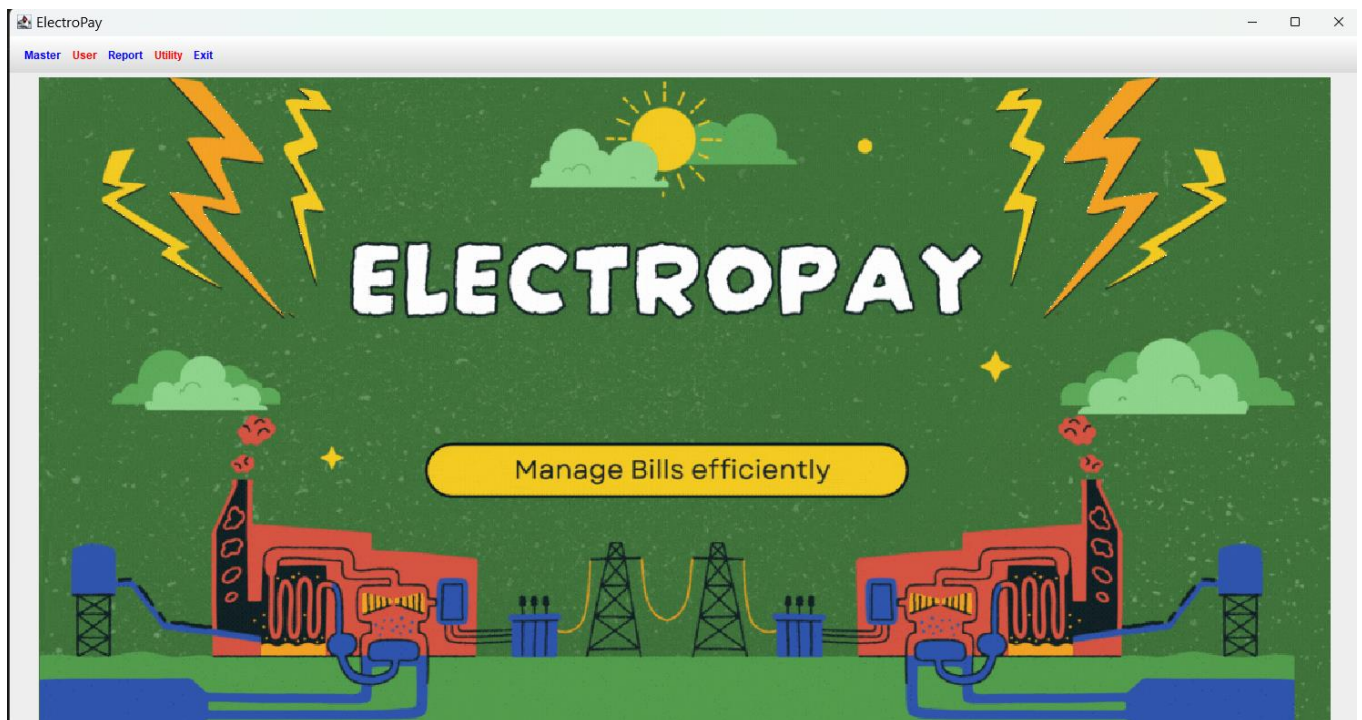 ElectroPay
Master User Report Utility Exit
ELECTROPAY
Manage Bills efficiently